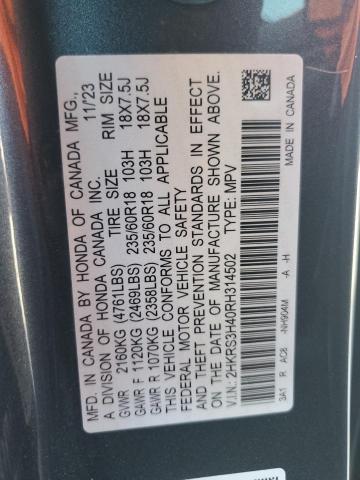 MFD. IN CANADA BY HONDA OF CANADA MFG.,
A DIVISION OF HONDA CANADA INC. 11/23
GVWR 2160KG (4761LBS) TIRE SIZE RIM SIZE
GAWR F 1120KG (2469LBS) 235/60R18 103H 18X7.5J
GAWR R 1070KG (2358LBS) 235/60R18 103H 18X7.5J
THIS VEHICLE CONFORMS TO ALL APPLICABLE
FEDERAL MOTOR VEHICLE SAFETY
AND THEFT PREVENTION STANDARDS IN EFFECT
ON THE DATE OF MANUFACTURE SHOWN ABOVE.
V.I.N.: 2HKRS3H40RH314502 TYPE: MPV
3A1 R AC8 -NH904M -A -H MADE IN CANADA